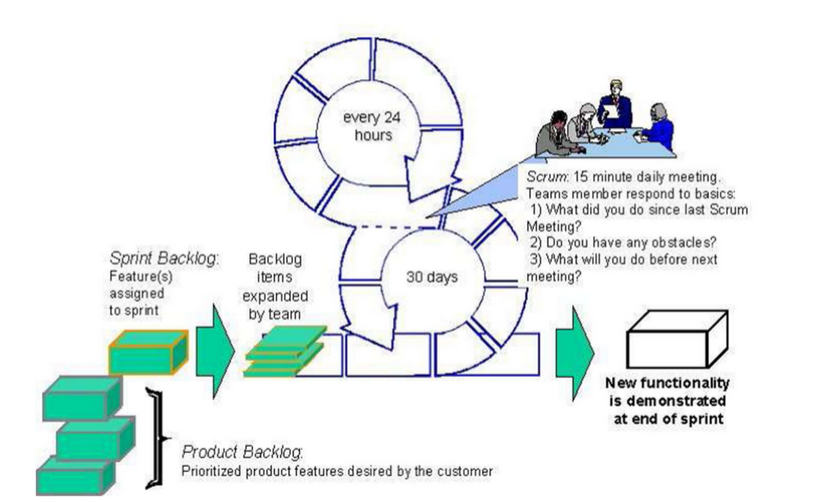 every 24
hours
Scrum: 15 minute daily meeting.
Teams member respond to basics:
1) What did you do since last Scrum
Meeting?
2) Do you have any obstacles?
3) What will you do before next
meeting?
Sprint Backlog:
Feature(s)
assigned
to sprint
Backlog
items
expanded
by team
30 days
New functionality
is demonstrated
at end of sprint
Product Backlog:
Prioritized product features desired by the customer